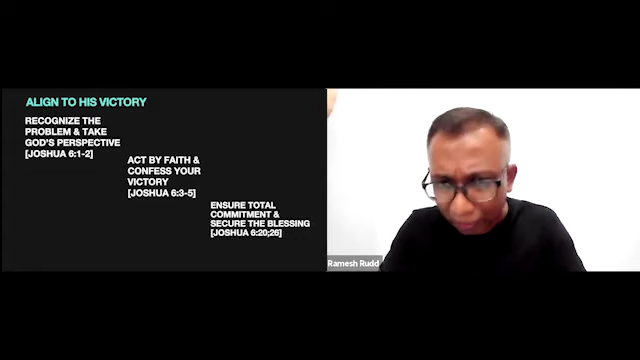 ALIGN TO HIS VICTORY
RECOGNIZE THE
PROBLEM & TAKE
GOD'S PERSPECTIVE
[JOSHUA 6:1-2]
ACT BY FAITH &
CONFESS YOUR
VICTORY
[JOSHUA 6:3-5]
ENSURE TOTAL
COMMITMENT &
SECURE THE BLESSING
[JOSHUA 6:20;26]
Ramesh Rudd